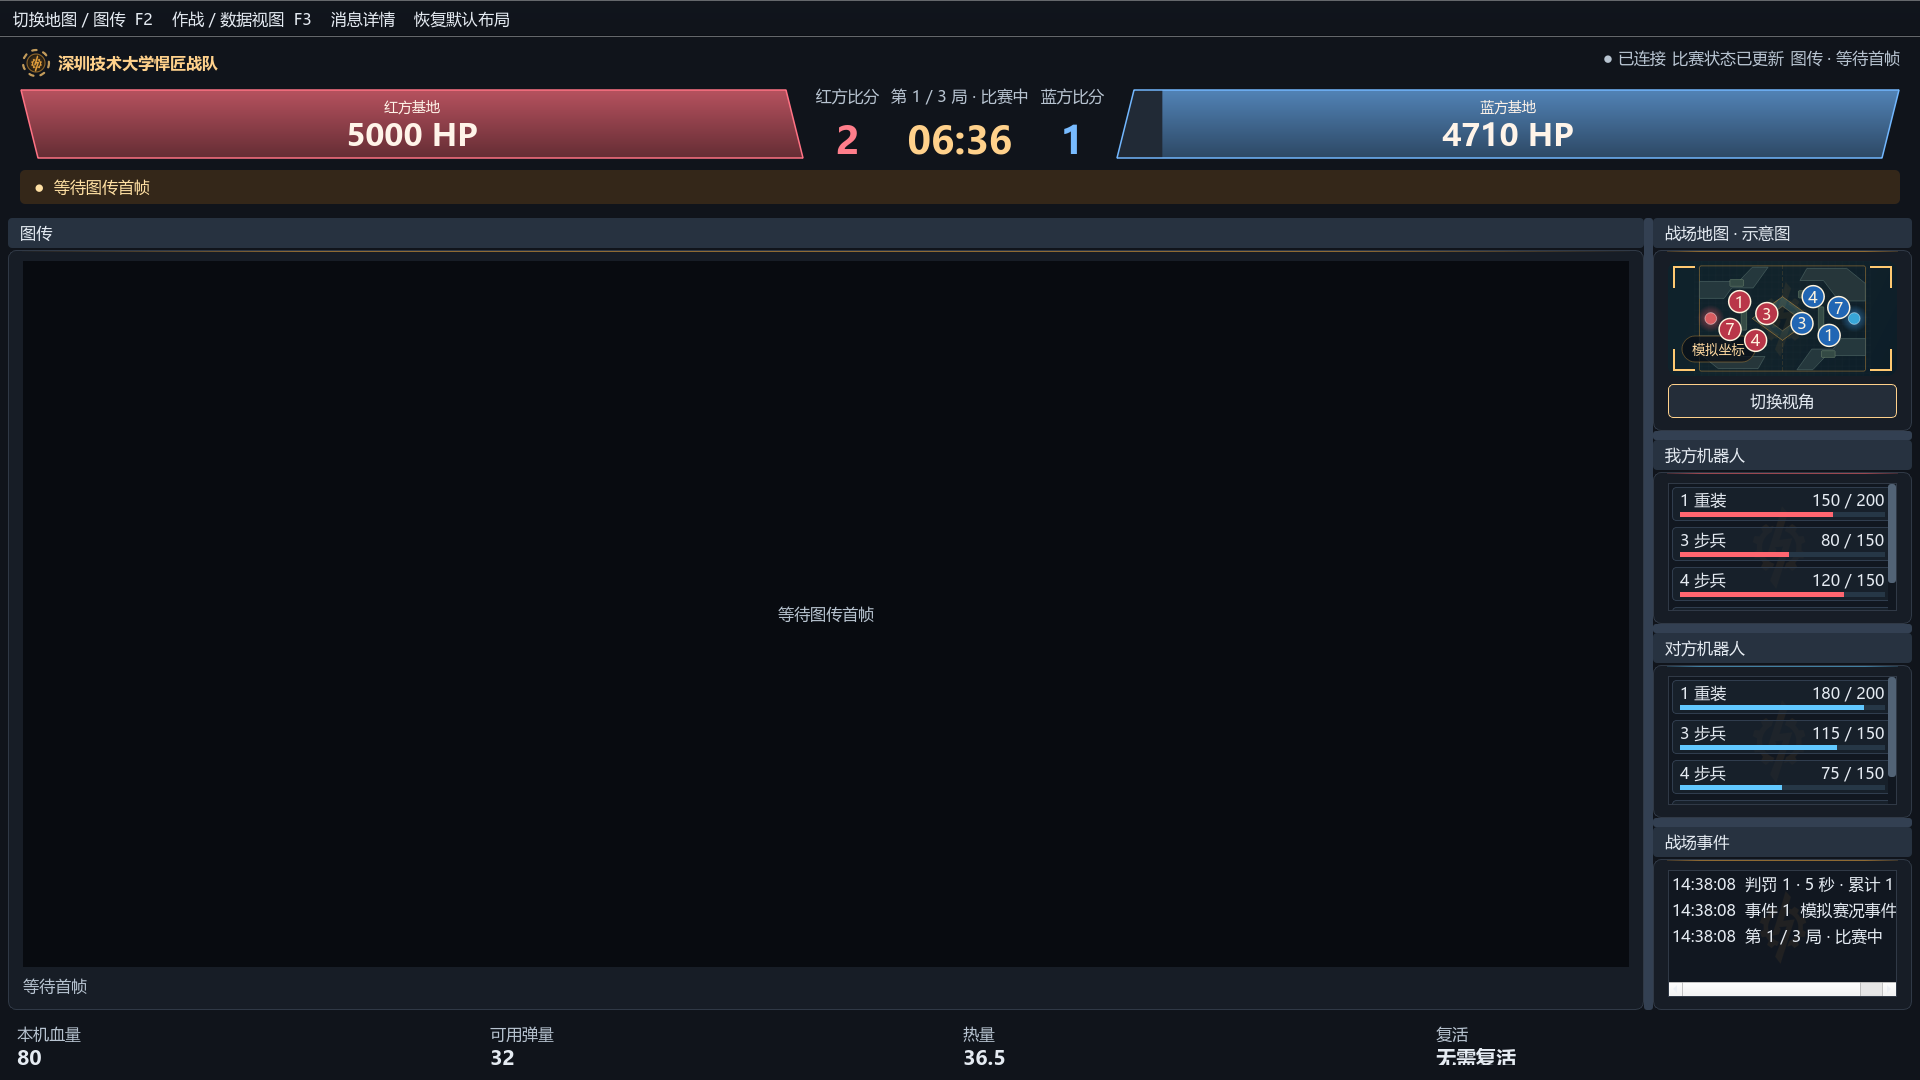 切换地图 / 图传 F2 作战 / 数据视图 F3 消息详情 恢复默认布局
深圳技术大学悍匠战队
已连接 比赛状态已更新 图传 · 等待首帧
红方基地
5000 HP
红方比分 第 1 / 3 局 · 比赛中 蓝方比分
2 06:36 1
蓝方基地
4710 HP
等待图传首帧
图传
等待图传首帧
等待首帧
战场地图 · 示意图
1 3 7 4 4 7 3 1
模拟坐标
切换视角
我方机器人
1 重装 150 / 200
3 步兵 80 / 150
4 步兵 120 / 150
对方机器人
1 重装 180 / 200
3 步兵 115 / 150
4 步兵 75 / 150
战场事件
14:38:08 判罚 1 · 5 秒 · 累计 1
14:38:08 事件 1 模拟赛况事件
14:38:08 第 1 / 3 局 · 比赛中
本机血量
80
可用弹量
32
热量
36.5
复活
无需复活